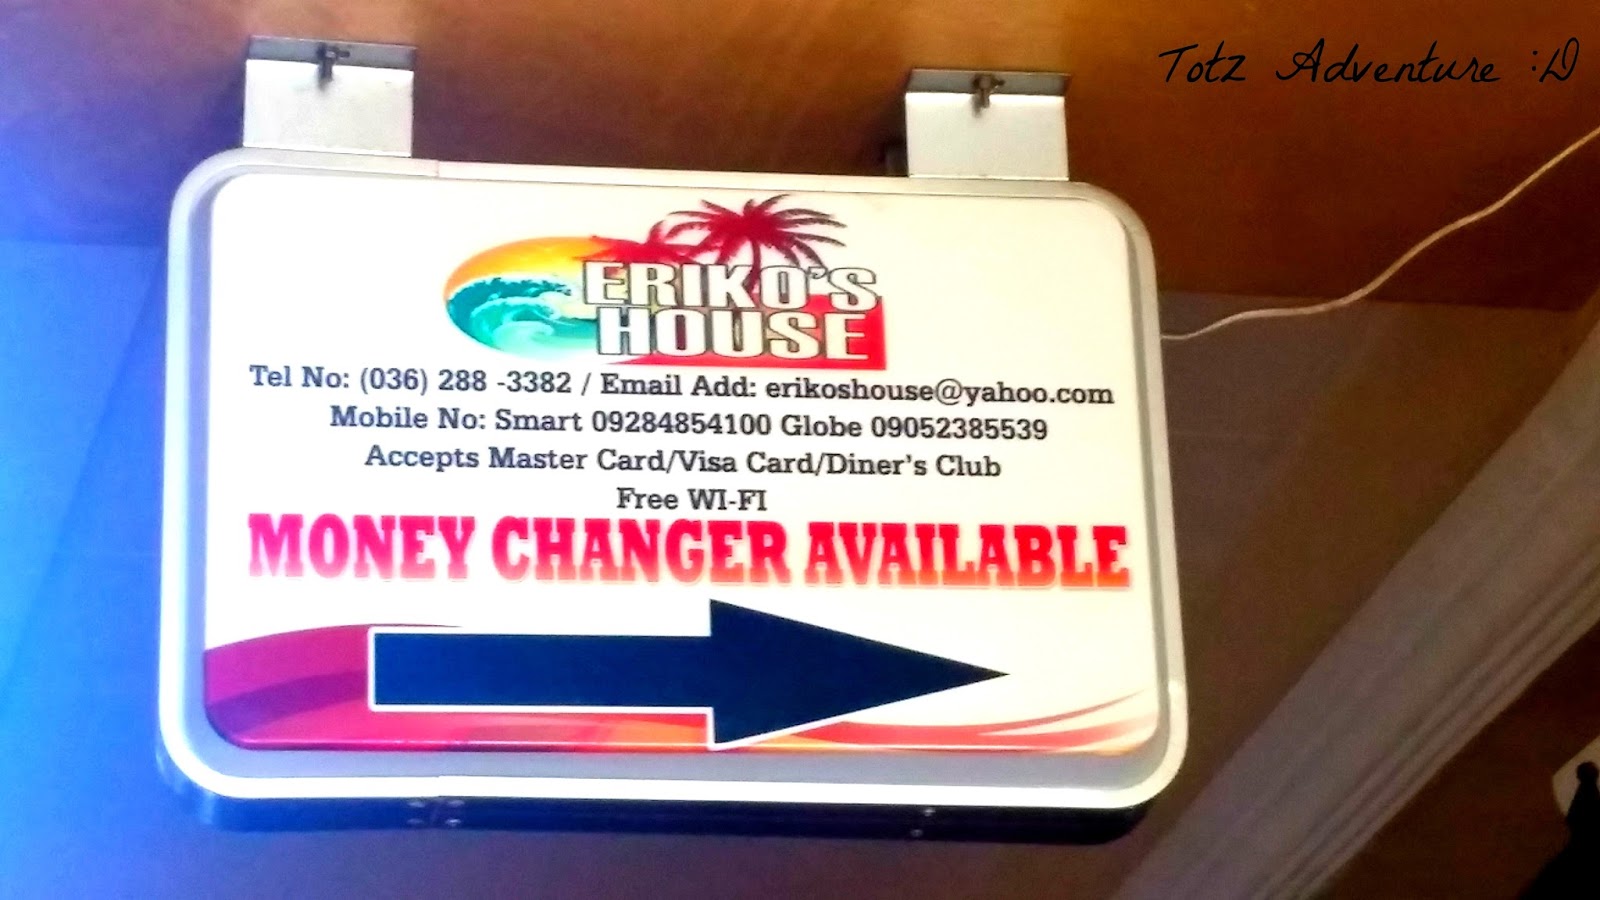 Totz Adventure :D
ERIKO'S
HOUSE
Tel No: (036) 288 -3382 / Email Add: erikoshouse@yahoo.com
Mobile No: Smart 09284854100 Globe 09052385539
Accepts Master Card/Visa Card/Diner's Club
Free WI-FI
MONEY CHANGER AVAILABLE